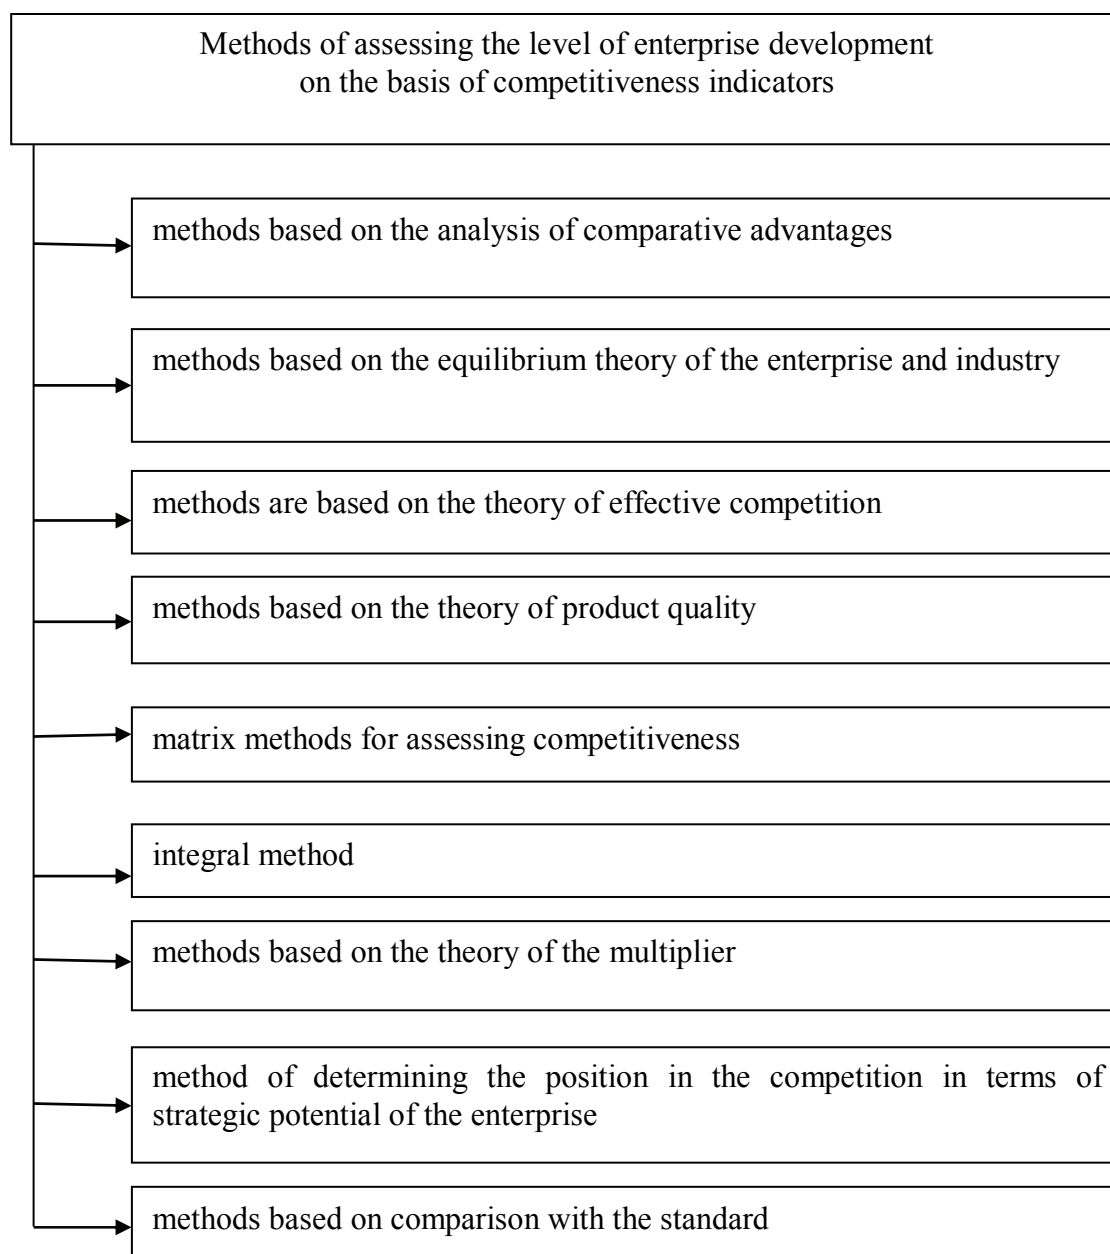 Methods of assessing the level of enterprise development
on the basis of competitiveness indicators
methods based on the analysis of comparative advantages
methods based on the equilibrium theory of the enterprise and industry
methods are based on the theory of effective competition
methods based on the theory of product quality
matrix methods for assessing competitiveness
integral method
methods based on the theory of the multiplier
method of determining the position in the competition in terms of
strategic potential of the enterprise
methods based on comparison with the standard